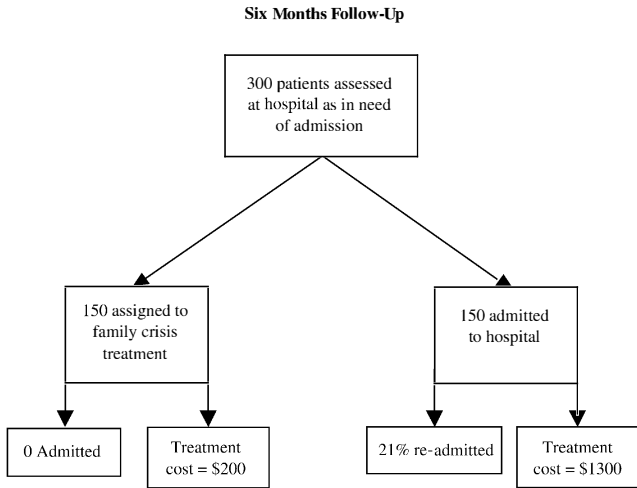 Six Months Follow-Up
300 patients assessed
at hospital as in need
of admission
150 assigned to
family crisis
treatment
150 admitted
to hospital
0 Admitted
Treatment
cost = $200
21% re-admitted
Treatment
cost = $1300